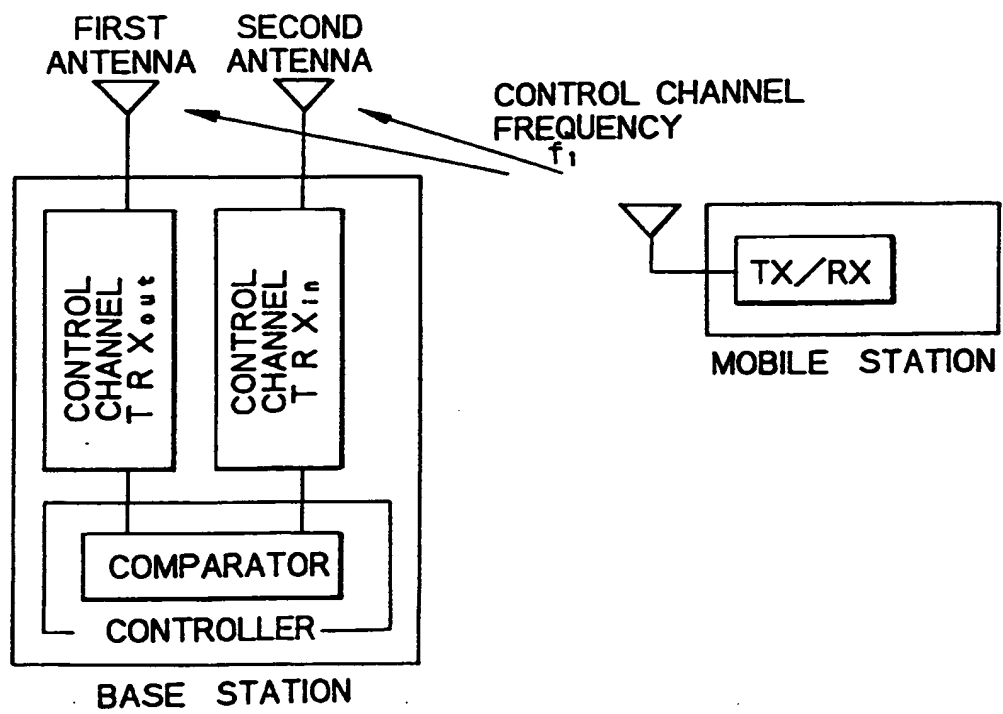 FIRST
ANTENNA
SECOND
ANTENNA
CONTROL CHANNEL
FREQUENCY
f1
CONTROL
CHANNEL
TRXout
CONTROL
CHANNEL
TRXin
TX/RX
MOBILE STATION
COMPARATOR
CONTROLLER
BASE STATION